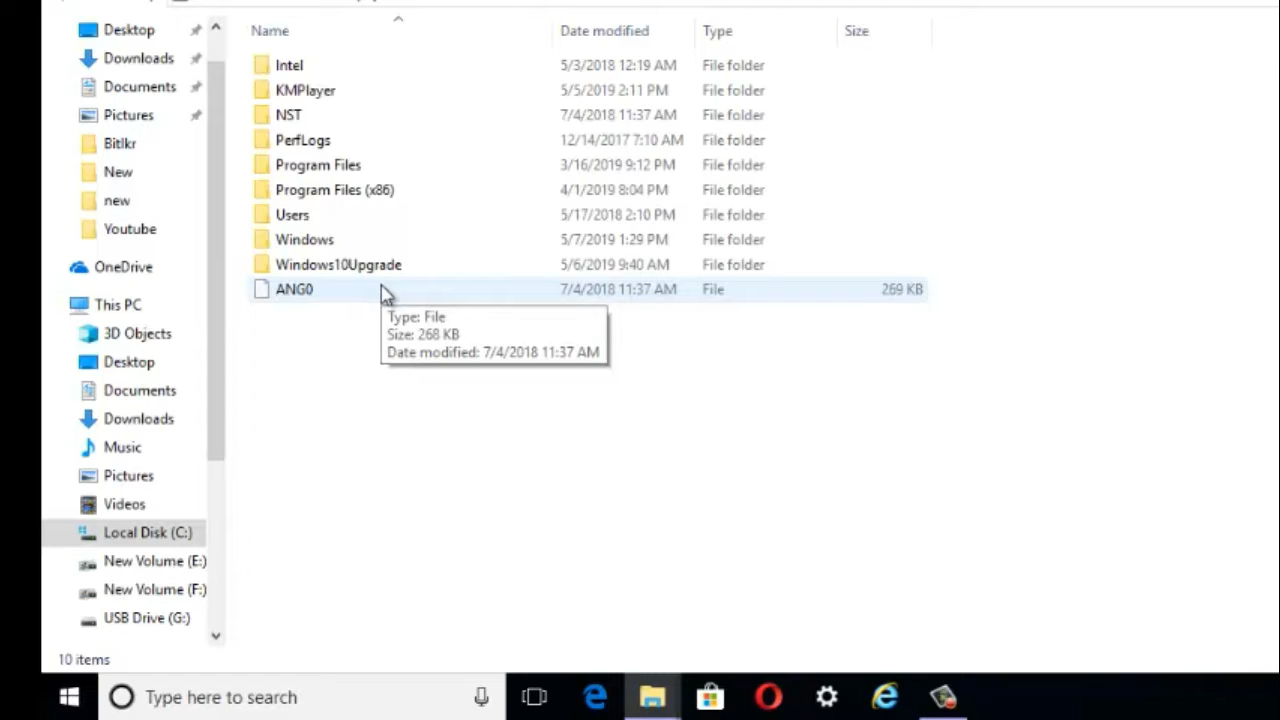 Desktop
Downloads
Documents
Pictures
Bitlkr
New
new
Youtube
OneDrive
This PC
3D Objects
Desktop
Documents
Downloads
Music
Pictures
Videos
Local Disk (C:)
New Volume (E:)
New Volume (F:)
USB Drive (G:)
Name Date modified Type Size
Intel 5/3/2018 12:19 AM File folder
KMPlayer 5/5/2019 2:11 PM File folder
NST 7/4/2018 11:37 AM File folder
PerfLogs 12/14/2017 7:10 AM File folder
Program Files 3/16/2019 9:12 PM File folder
Program Files (x86) 4/1/2019 8:04 PM File folder
Users 5/17/2018 2:10 PM File folder
Windows 5/7/2019 1:29 PM File folder
Windows10Upgrade 5/6/2019 9:40 AM File folder
ANG0 7/4/2018 11:37 AM File 269 KB
Type: File
Size: 268 KB
Date modified: 7/4/2018 11:37 AM
10 items
Type here to search